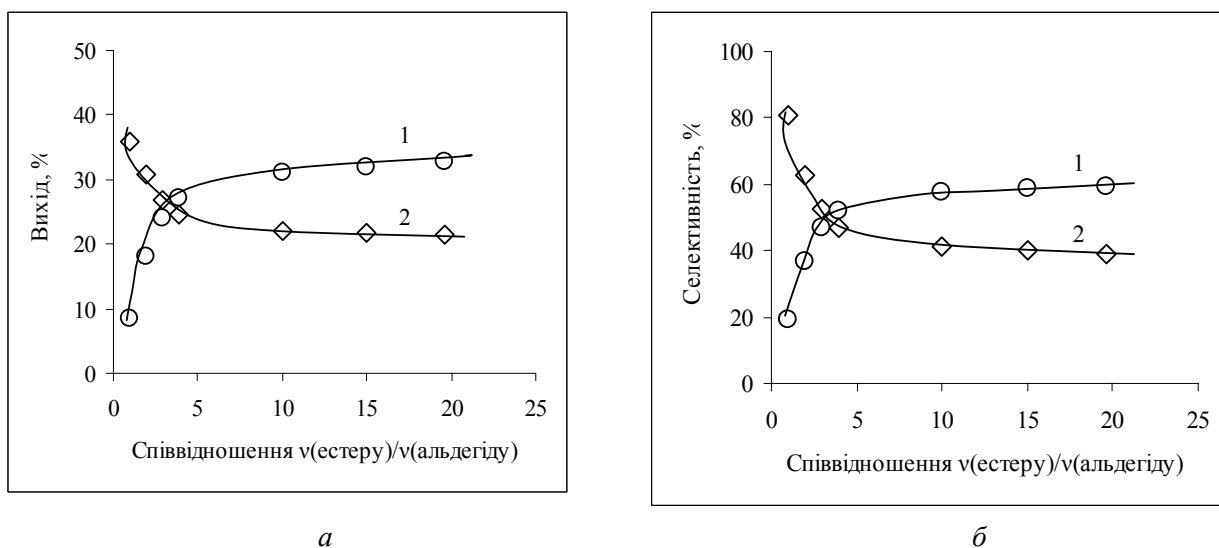 50
40
30
20
10
0
Вихід, %
1
2
0 5 10 15 20 25
Співвідношення ν(естеру)/ν(альдегіду)
а
100
80
60
40
20
0
Селективність, %
1
2
0 5 10 15 20 25
Співвідношення ν(естеру)/ν(альдегіду)
б